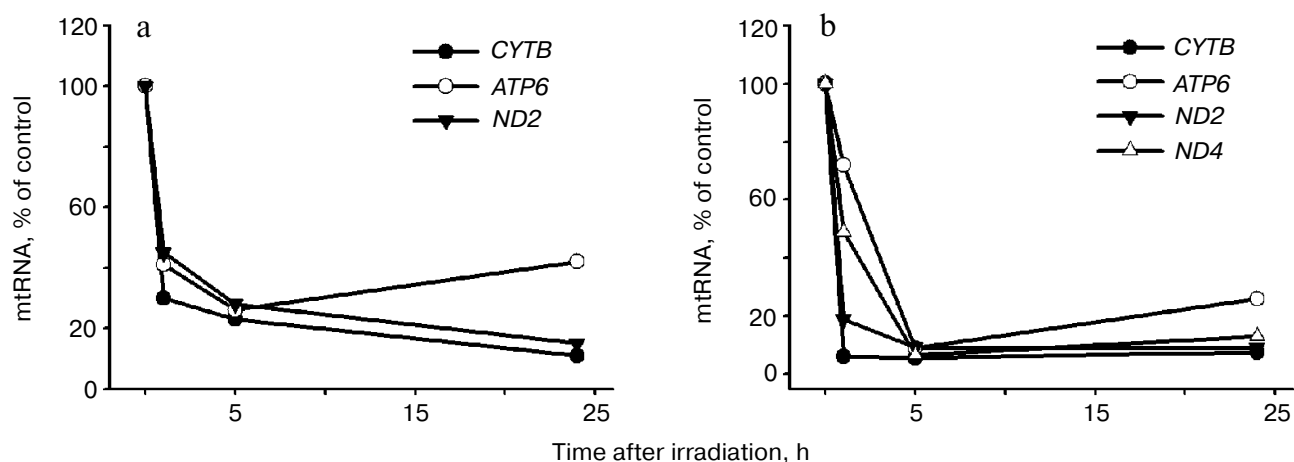 a
mtRNA, % of control
120
100
60
20
0
5
15
25
CYTB
ATP6
ND2
b
mtRNA, % of control
120
100
60
20
0
5
15
25
CYTB
ATP6
ND2
ND4
Time after irradiation, h